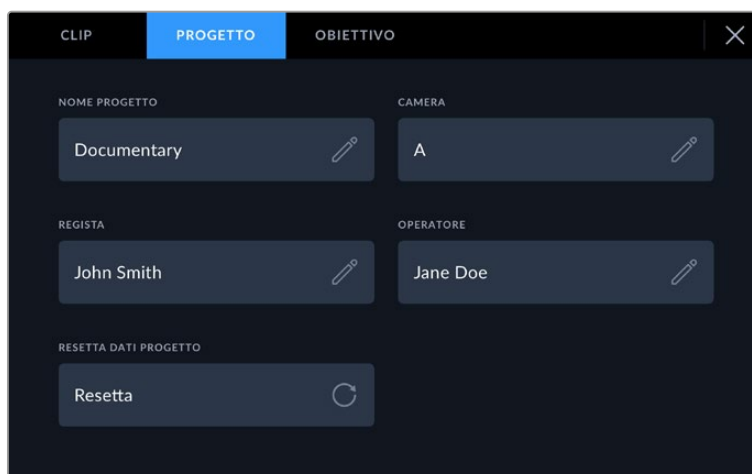 CLIP PROGETTO OBIETTIVO
NOME PROGETTO CAMERA
Documentary A
REGISTA OPERATORE
John Smith Jane Doe
RESETTA DATI PROGETTO
Resetta